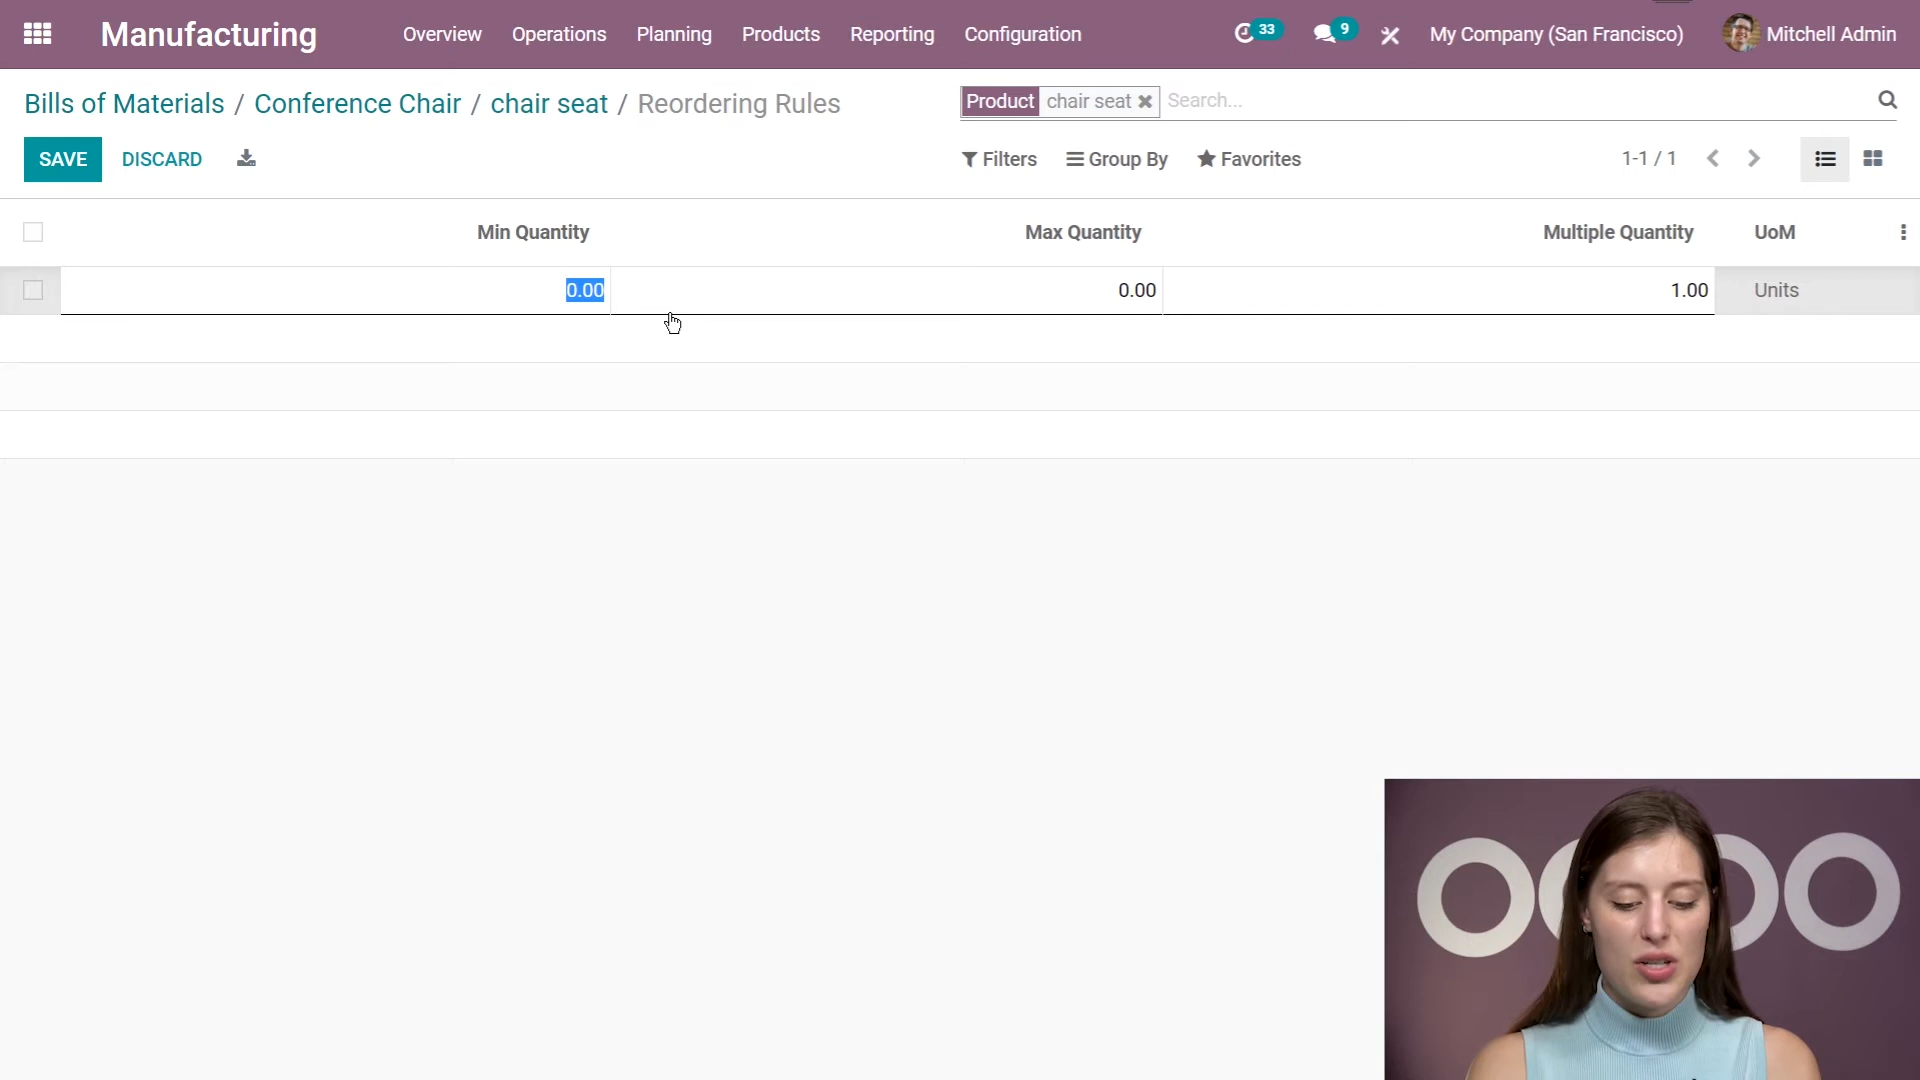 Manufacturing Overview Operations Planning Products Reporting Configuration 33 9 My Company (San Francisco) Mitchell Admin
Bills of Materials / Conference Chair / chair seat / Reordering Rules
Product chair seat Search...
SAVE DISCARD Filters Group By Favorites 1-1 / 1
Min Quantity Max Quantity Multiple Quantity UoM
0.00 0.00 1.00 Units